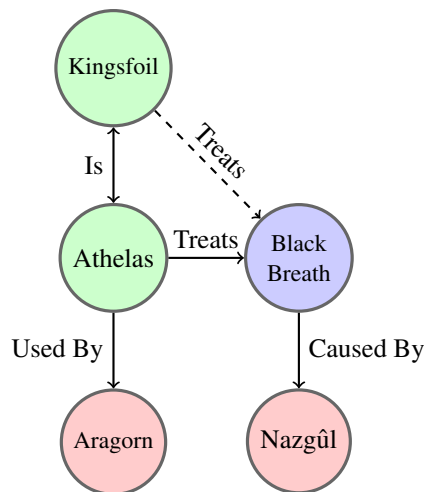 Kingsfoil
Treats
Is
Athelas
Treats
Black
Breath
Used By
Caused By
Aragorn
Nazgûl